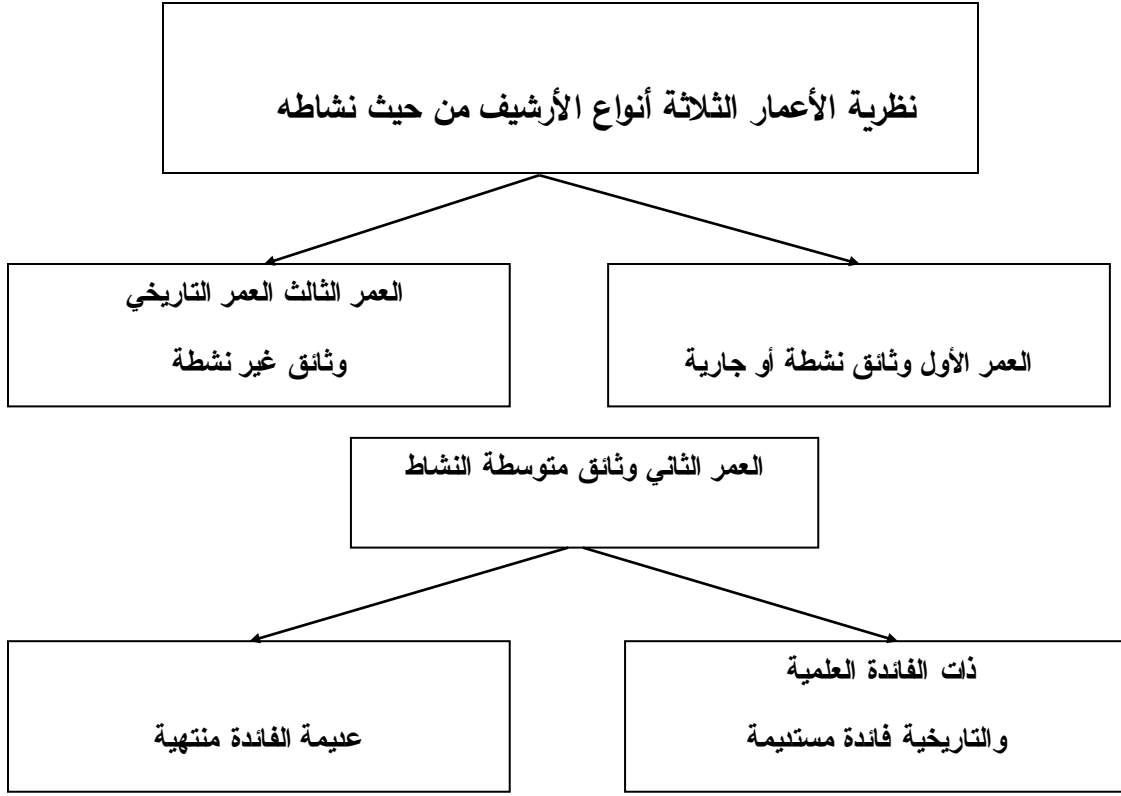 نظرية الأعمار الثلاثة أنواع الأرشيف من حيث نشاطه
العمر الأول وثائق نشطة أو جارية
العمر الثالث العمر التاريخي
وثائق غير نشطة
العمر الثاني وثائق متوسطة النشاط
ذات الفائدة العلمية
والتاريخية فائدة مستديمة
عديمة الفائدة منتهية